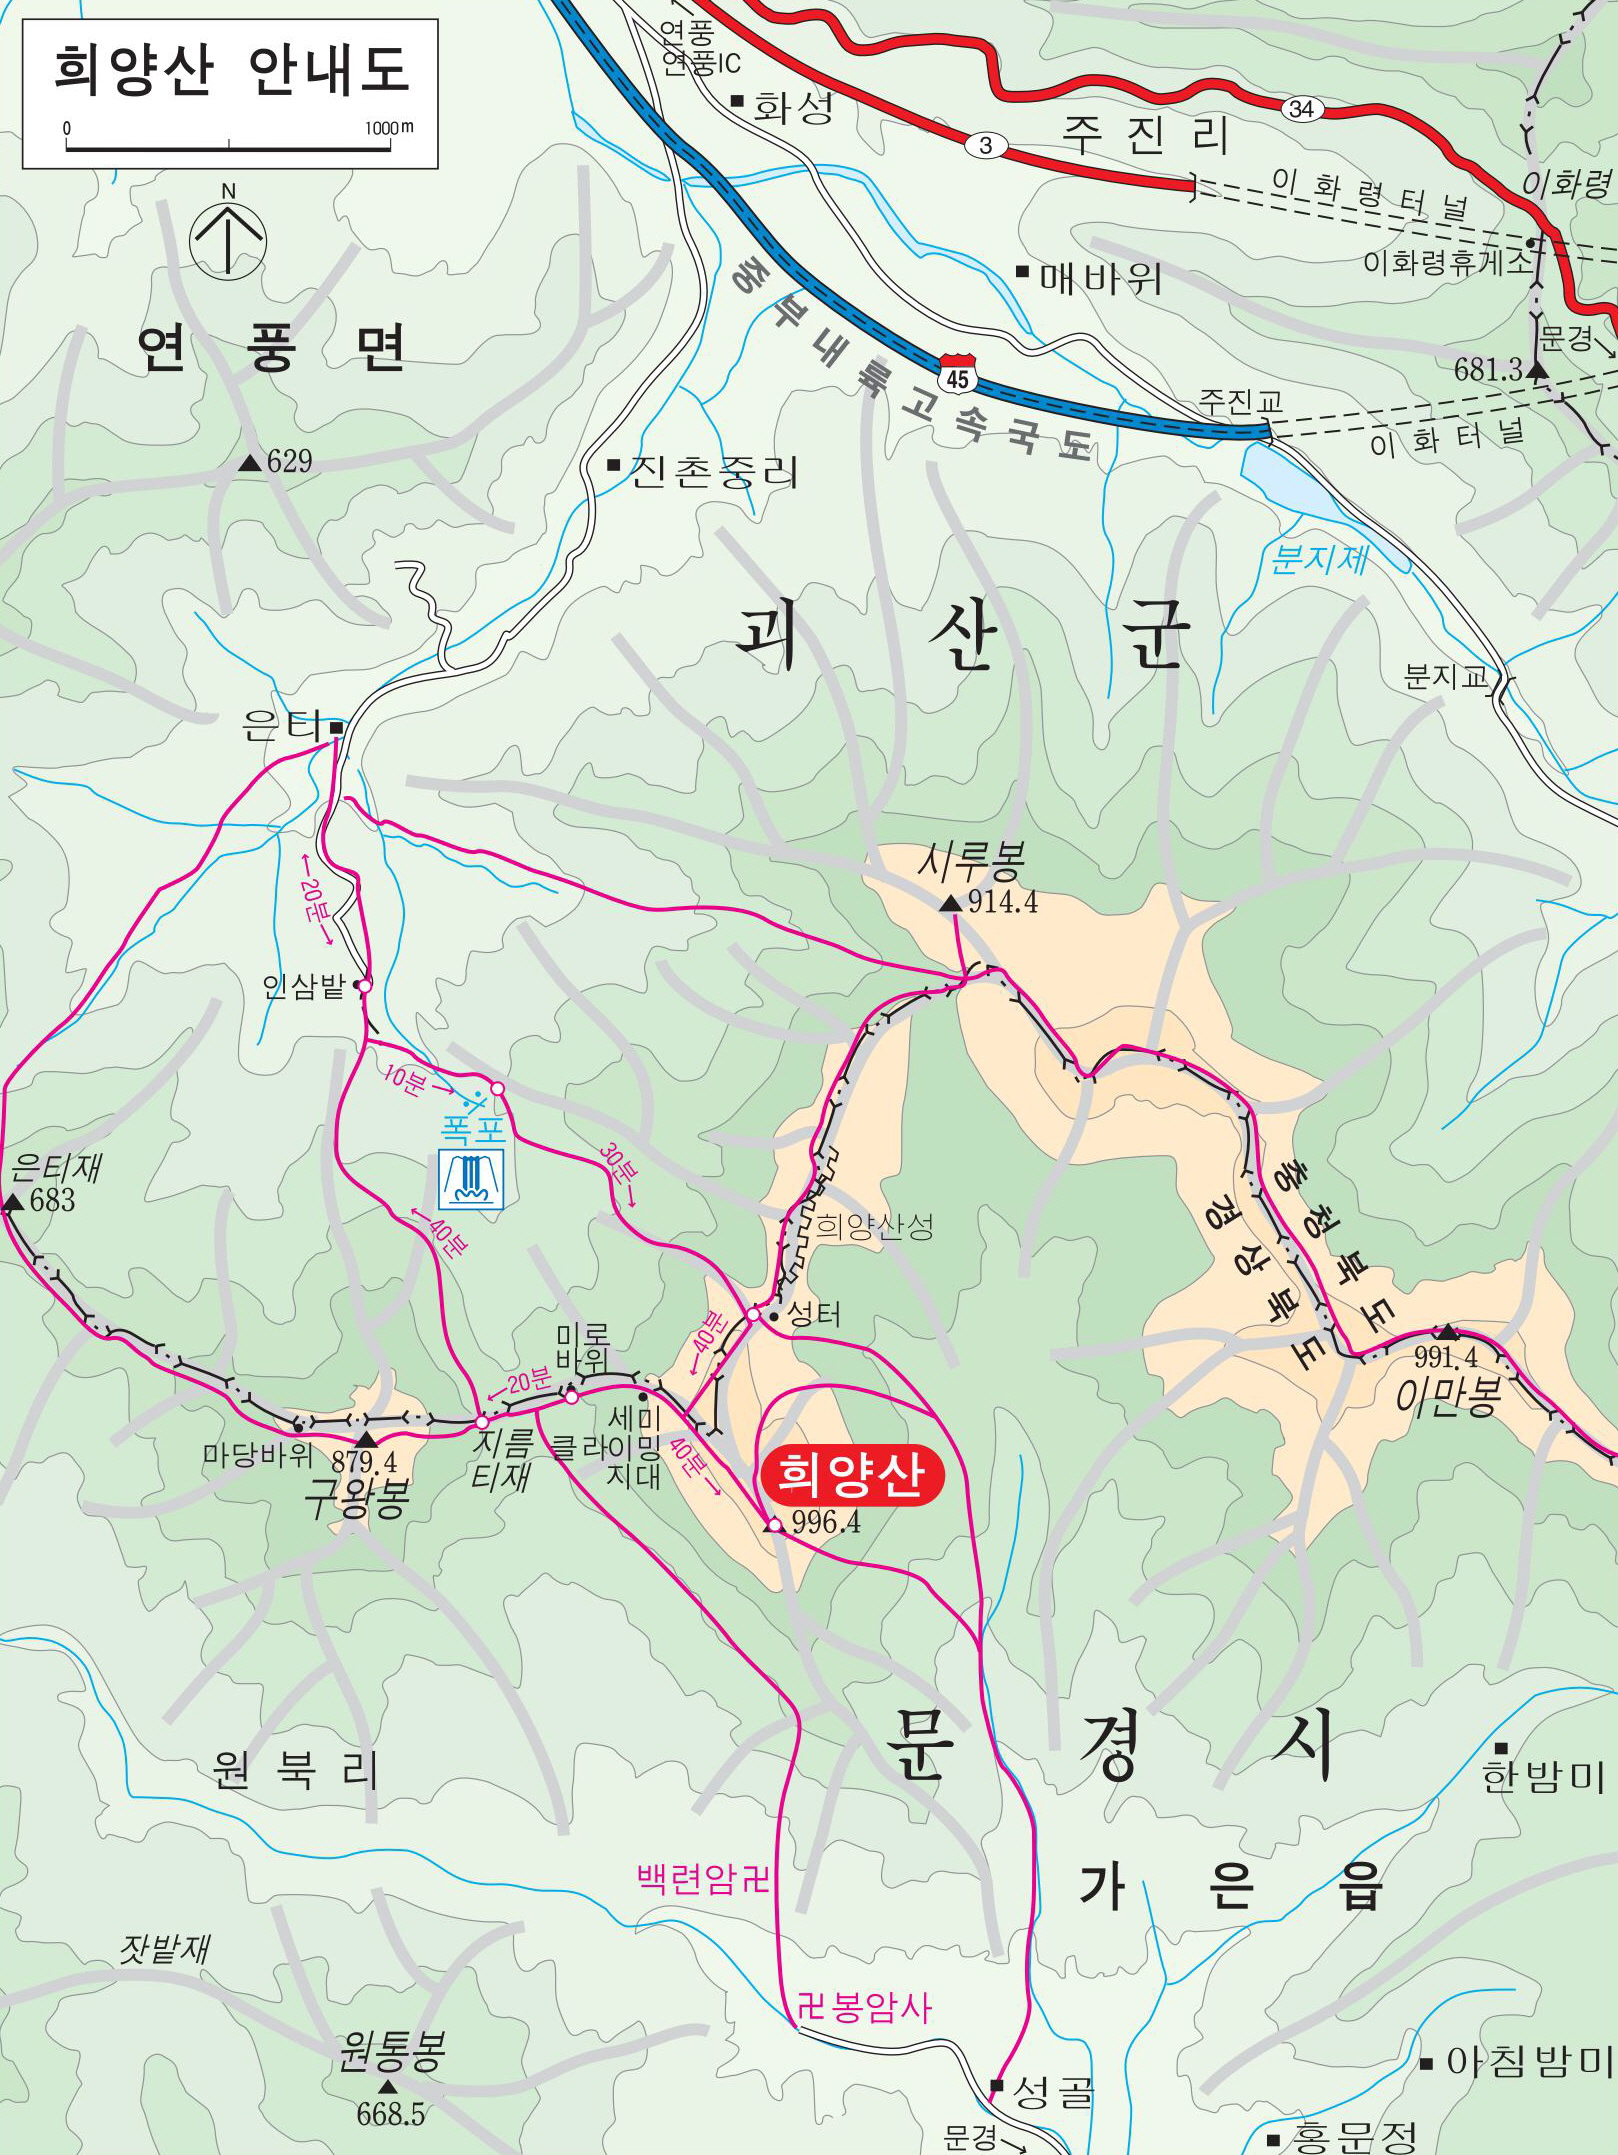 희양산 안내도
0 1000m
N
연풍
연풍IC
화성
34
3
주진리
이화령터널
이화령
이화령휴게소
매바위
중부내륙고속국도
45
문경
681.3
주진교
이화터널
연풍면
629
진촌중리
분지제
괴산군
분지교
은티
시루봉
914.4
←20분→
인삼밭
10분→
폭포
30분→
은티재
683
←40분
희양산성
충청북도
경상북도
성터
미로
바위
←40분
←20분
991.4
이만봉
세미
클라이밍
지대
마당바위
879.4
구왕봉
지름
티재
40분→
희양산
996.4
문경시
원북리
한밤미
백련암卍
가은읍
잣밭재
卍봉암사
원통봉
668.5
아침밤미
성골
문경→
홍문정